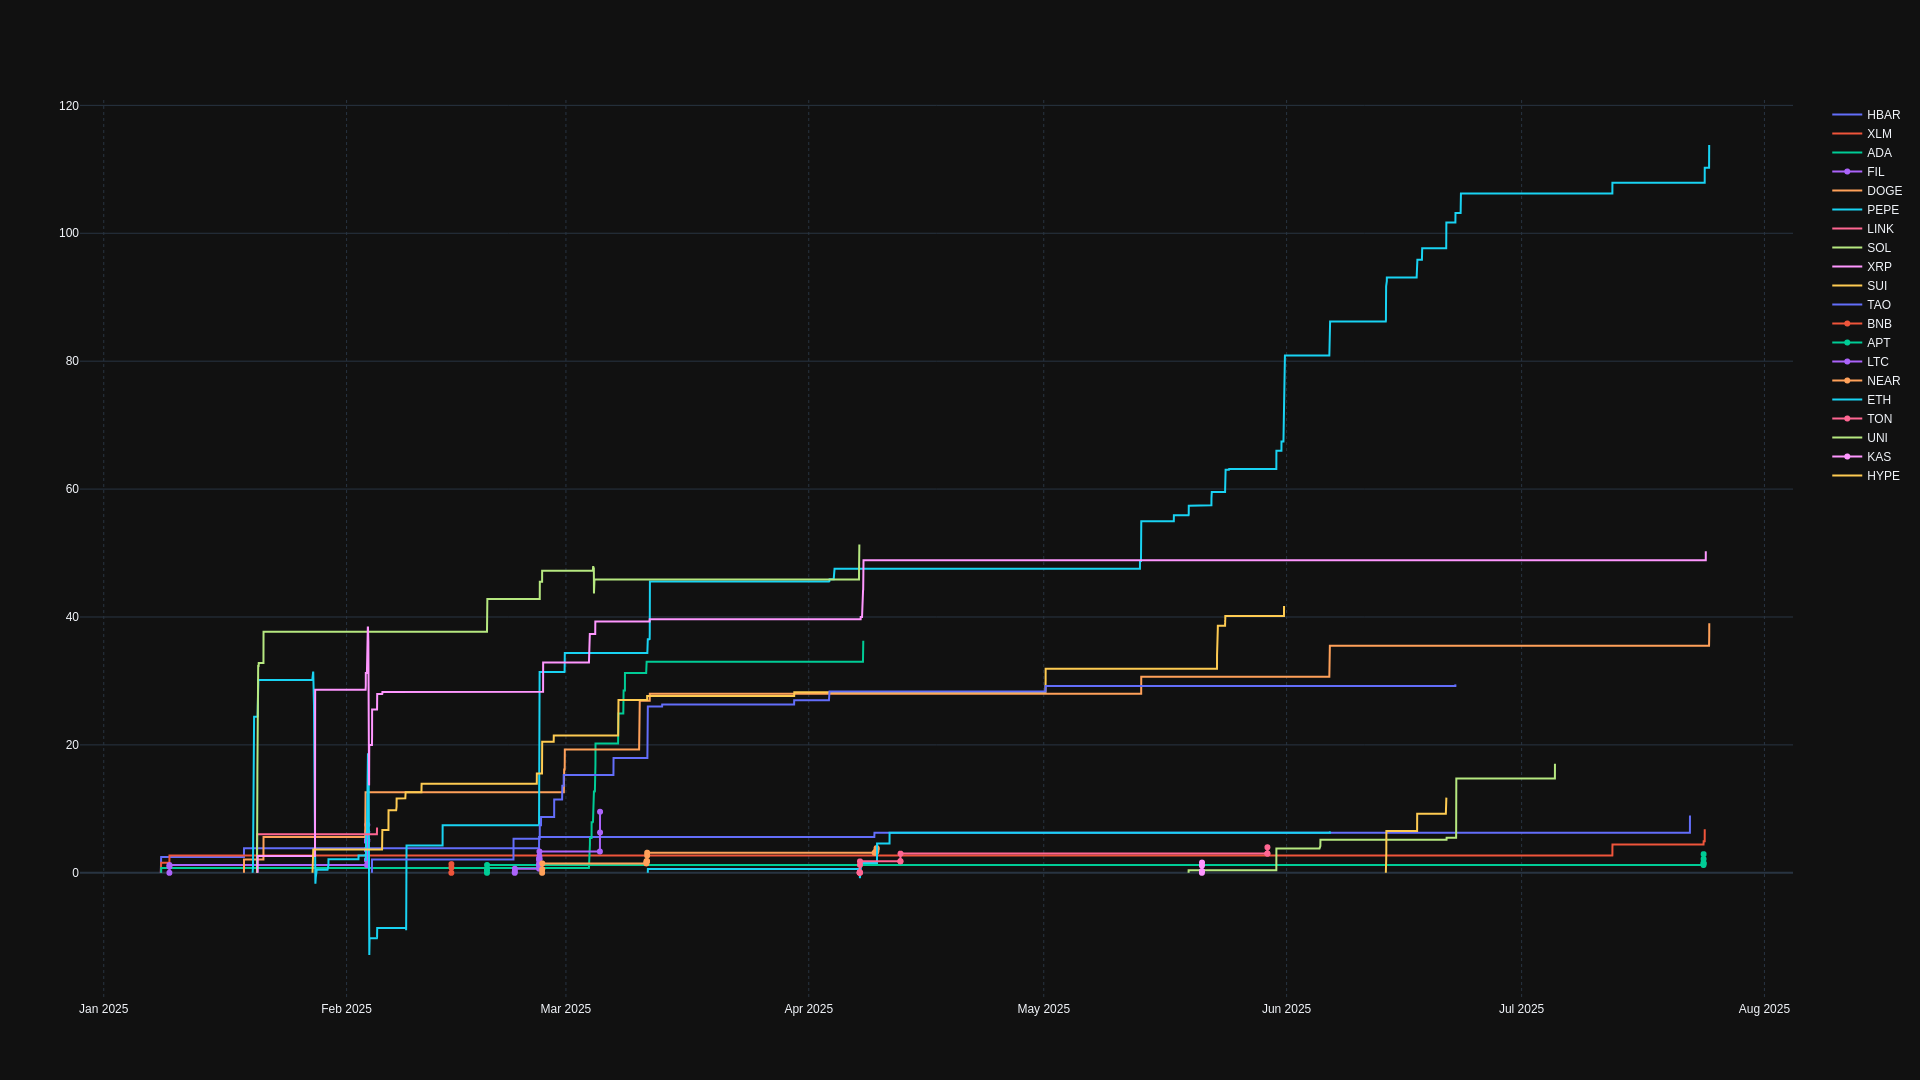 120
100
80
60
40
20
0
Jan 2025
Feb 2025
Mar 2025
Apr 2025
May 2025
Jun 2025
Jul 2025
Aug 2025
HBAR
XLM
ADA
FIL
DOGE
PEPE
LINK
SOL
XRP
SUI
TAO
BNB
APT
LTC
NEAR
ETH
TON
UNI
KAS
HYPE